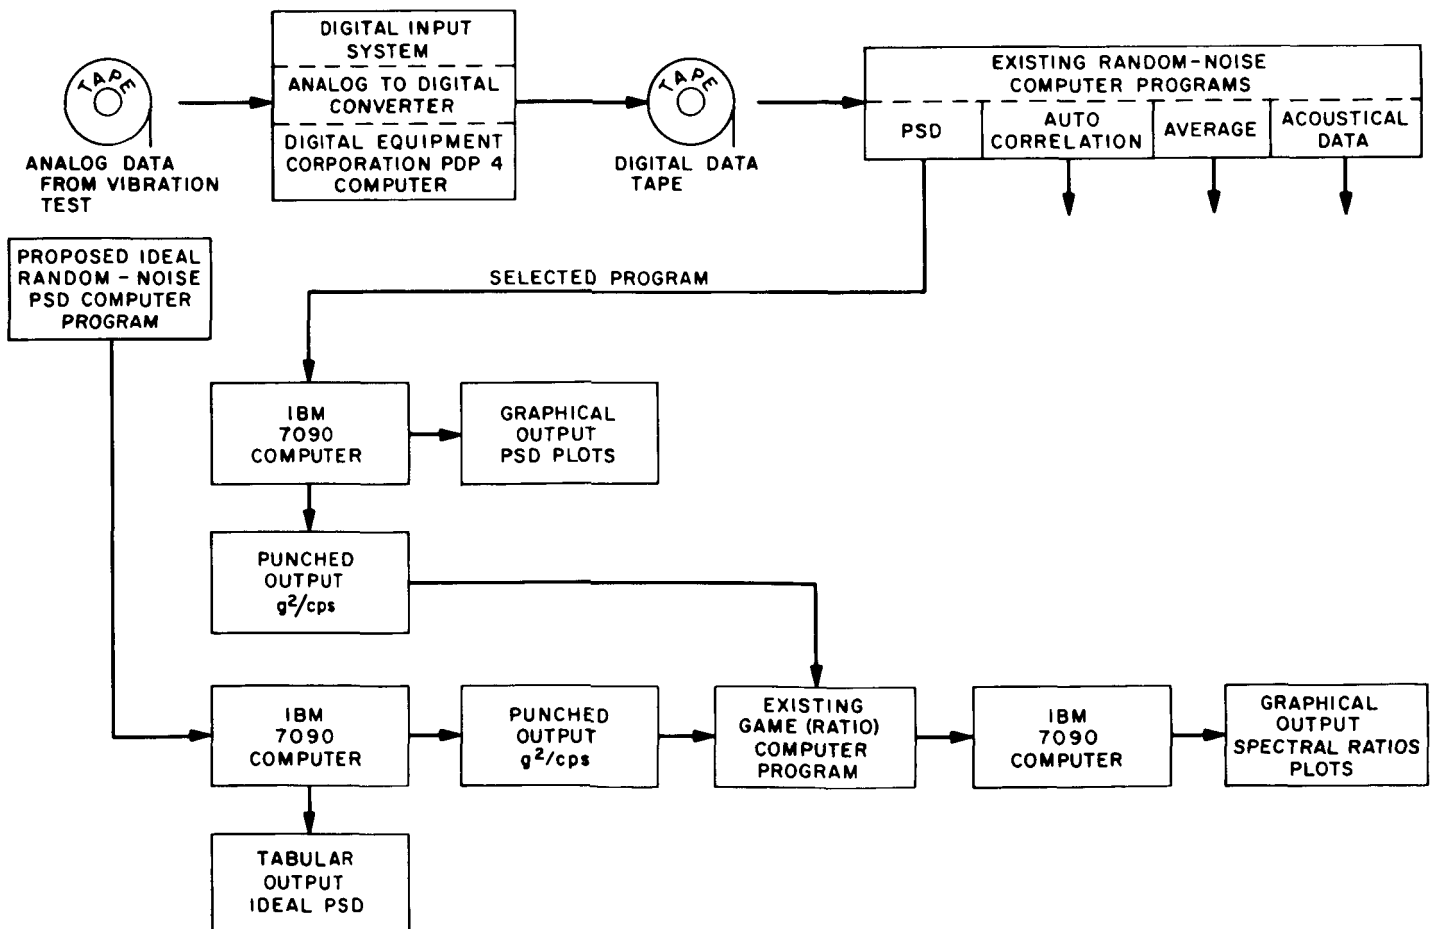 TAPE
ANALOG DATA
FROM VIBRATION
TEST
DIGITAL INPUT
SYSTEM
ANALOG TO DIGITAL
CONVERTER
DIGITAL EQUIPMENT
CORPORATION PDP 4
COMPUTER
TAPE
DIGITAL DATA
TAPE
EXISTING RANDOM-NOISE
COMPUTER PROGRAMS
PSD
AUTO
CORRELATION
AVERAGE
ACOUSTICAL
DATA
PROPOSED IDEAL
RANDOM - NOISE
PSD COMPUTER
PROGRAM
SELECTED PROGRAM
IBM
7090
COMPUTER
GRAPHICAL
OUTPUT
PSD PLOTS
PUNCHED
OUTPUT
g²/cps
IBM
7090
COMPUTER
PUNCHED
OUTPUT
g²/cps
EXISTING
GAME (RATIO)
COMPUTER
PROGRAM
IBM
7090
COMPUTER
GRAPHICAL
OUTPUT
SPECTRAL RATIOS
PLOTS
TABULAR
OUTPUT
IDEAL PSD